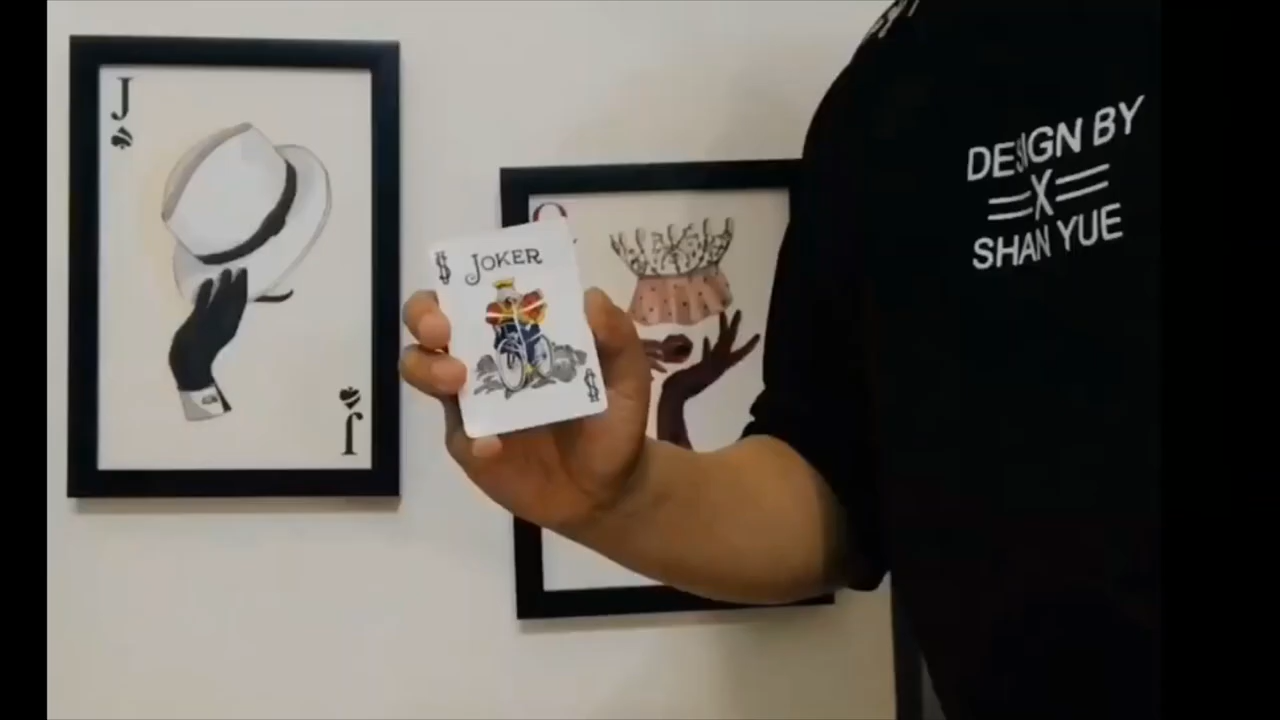 J
Q
$
JOKER
$
J
DESIGN BY
X
SHAN YUE